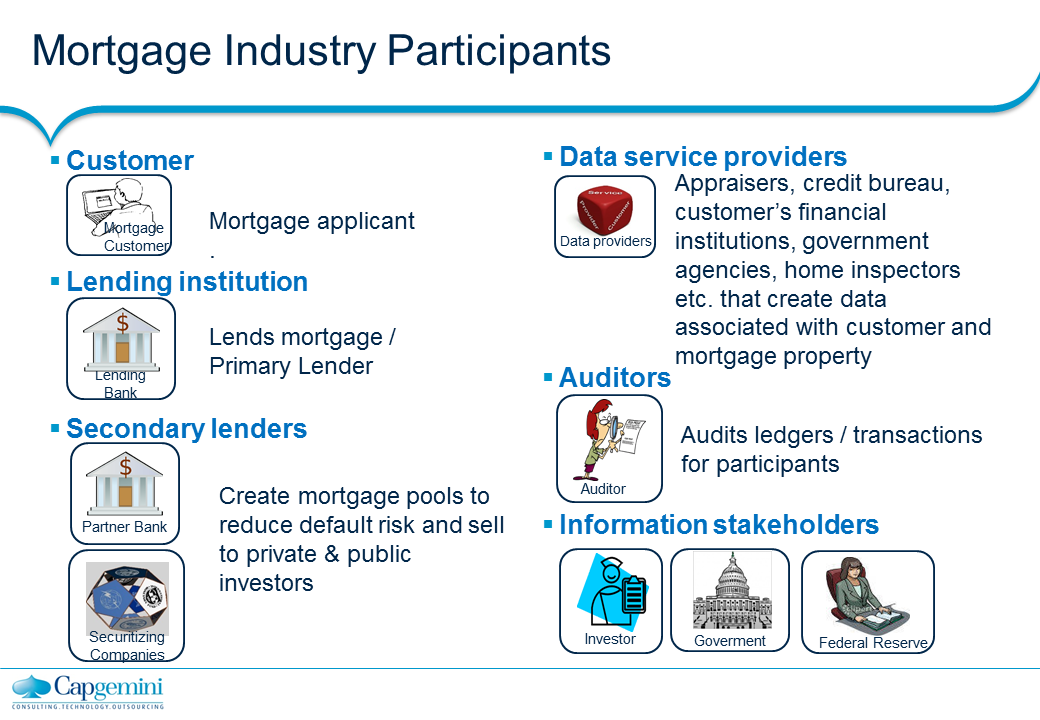 Mortgage Industry Participants
▪ Customer
Mortgage
Customer
Mortgage applicant
.
▪ Lending institution
$
Lending
Bank
Lends mortgage /
Primary Lender
▪ Secondary lenders
$
Partner Bank
Securitizing
Companies
Create mortgage pools to
reduce default risk and sell
to private & public
investors
▪ Data service providers
Service
Provider
Customer
Data providers
Appraisers, credit bureau,
customer’s financial
institutions, government
agencies, home inspectors
etc. that create data
associated with customer and
mortgage property
▪ Auditors
Auditor
Audits ledgers / transactions
for participants
▪ Information stakeholders
Investor
Goverment
Federal Reserve
Capgemini
CONSULTING.TECHNOLOGY.OUTSOURCING